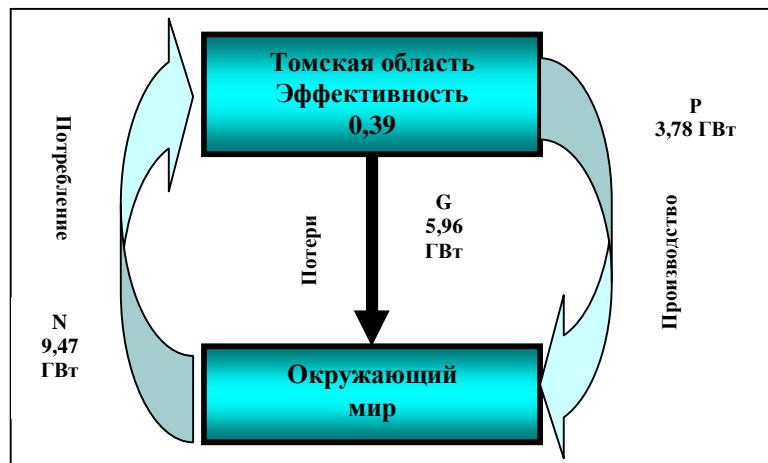 Томская область
Эффективность
0,39
P
3,78 ГВт
Потребление
Потери
G
5,96
ГВт
Производство
N
9,47
ГВт
Окружающий
мир